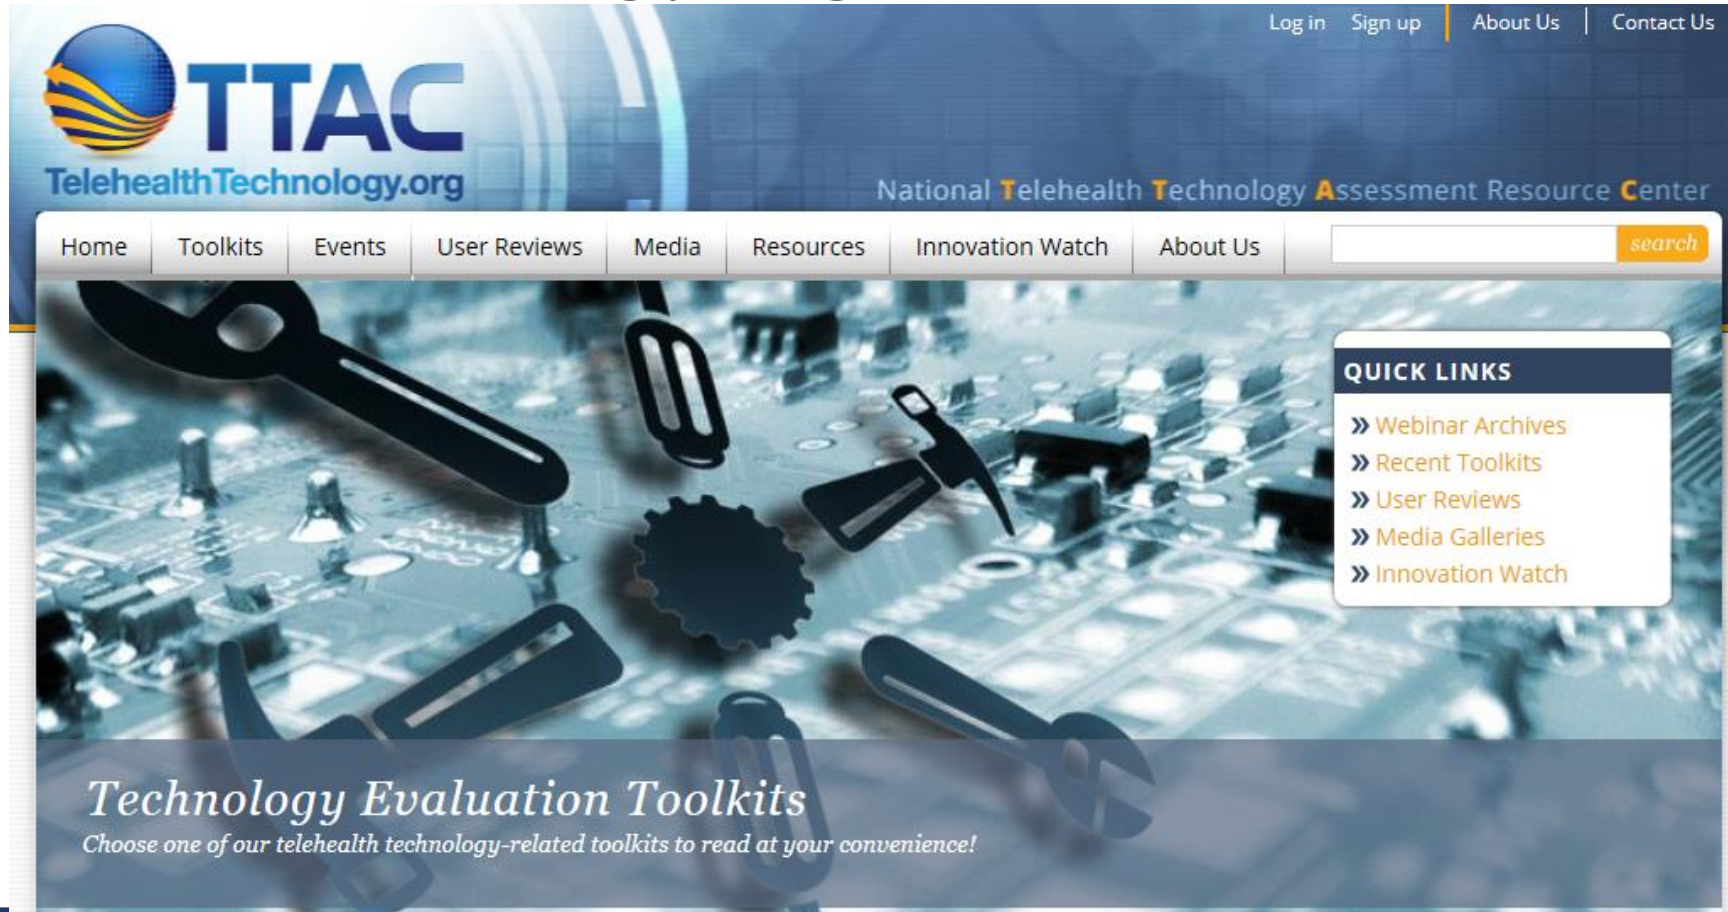 Log in Sign up About Us Contact Us
TTAC
TelehealthTechnology.org
National Telehealth Technology Assessment Resource Center
Home Toolkits Events User Reviews Media Resources Innovation Watch About Us search
QUICK LINKS
» Webinar Archives
» Recent Toolkits
» User Reviews
» Media Galleries
» Innovation Watch
Technology Evaluation Toolkits
Choose one of our telehealth technology-related toolkits to read at your convenience!